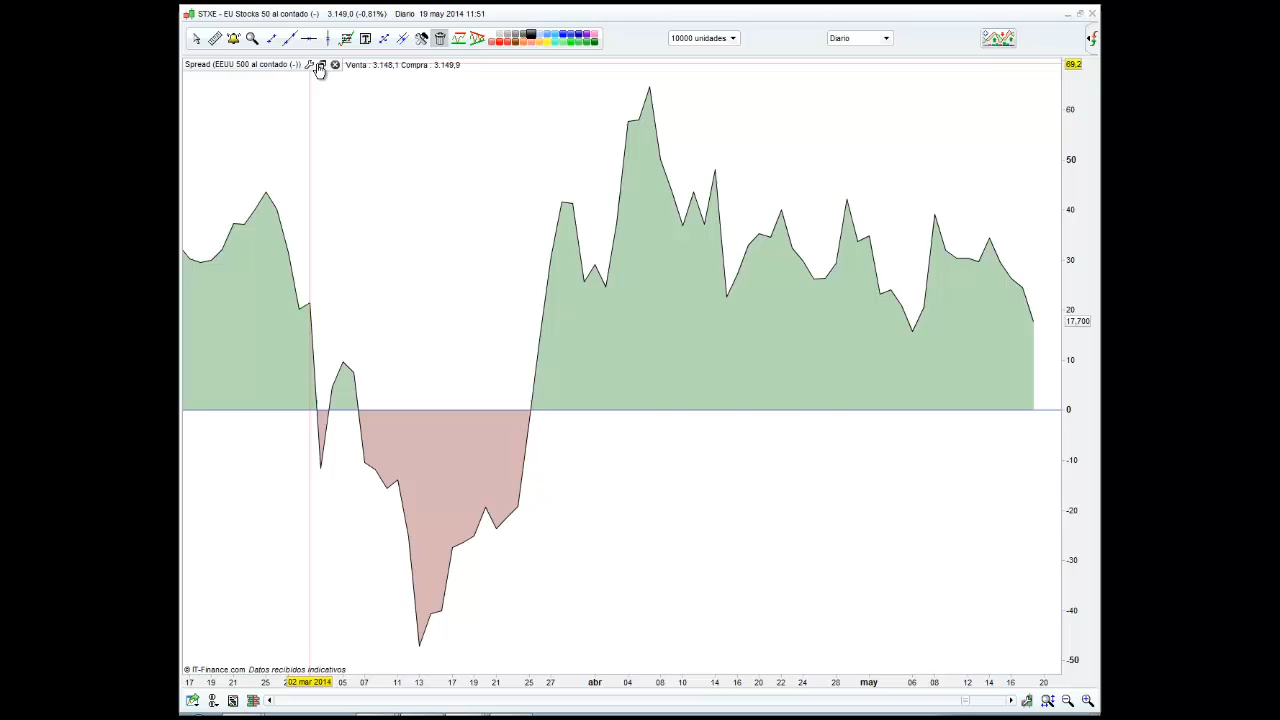 STXE - EU Stocks 50 al contado (-) 3.149,0 (-0,81%) Diario 19 may 2014 11:51
10000 unidades Diario
Spread (EEUU 500 al contado (-)) Venta : 3.148,1 Compra : 3.149,9
69,2
60
50
40
30
20
17,700
10
0
-10
-20
-30
-40
-50
© IT-Finance.com Datos recibidos indicativos
17 19 21 25 02 mar 2014 05 07 11 13 17 19 21 25 27 abr 04 08 10 14 16 18 22 24 28 may 06 08 12 14 16 20